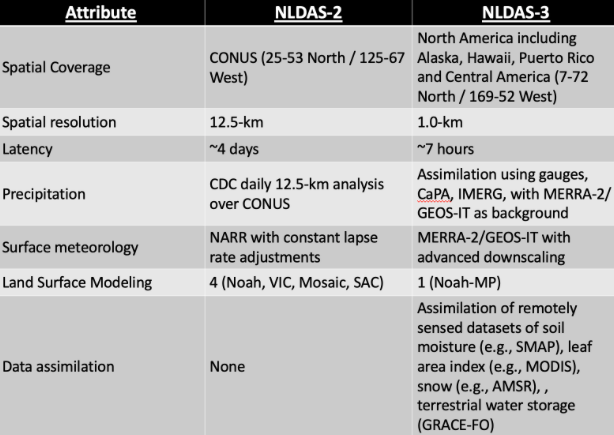 Attribute NLDAS-2 NLDAS-3
Spatial Coverage
CONUS (25-53 North / 125-67
West)
North America including
Alaska, Hawaii, Puerto Rico
and Central America (7-72
North / 169-52 West)
Spatial resolution 12.5-km 1.0-km
Latency ~4 days ~7 hours
Precipitation
CDC daily 12.5-km analysis
over CONUS
Assimilation using gauges,
CaPA, IMERG, with MERRA-2/
GEOS-IT as background
Surface meteorology
NARR with constant lapse
rate adjustments
MERRA-2/GEOS-IT with
advanced downscaling
Land Surface Modeling 4 (Noah, VIC, Mosaic, SAC) 1 (Noah-MP)
Data assimilation
None
Assimilation of remotely
sensed datasets of soil
moisture (e.g., SMAP), leaf
area index (e.g., MODIS),
snow (e.g., AMSR), ,
terrestrial water storage
(GRACE-FO)